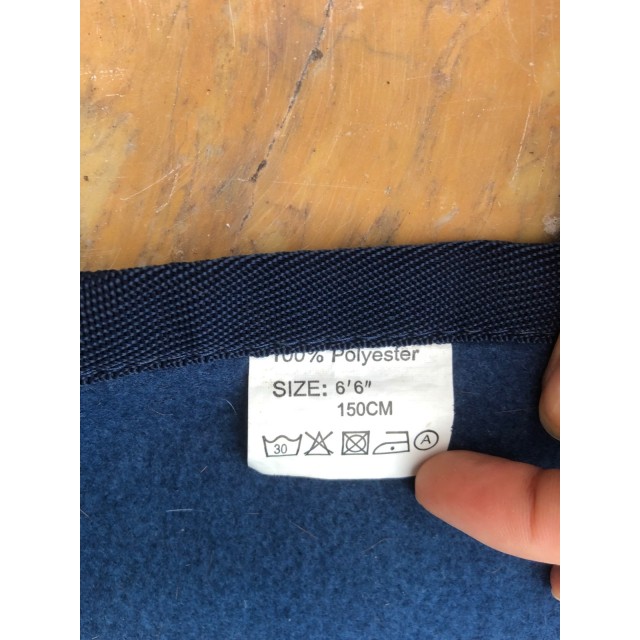 100% Polyester
SIZE: 6'6"
150CM
30 A